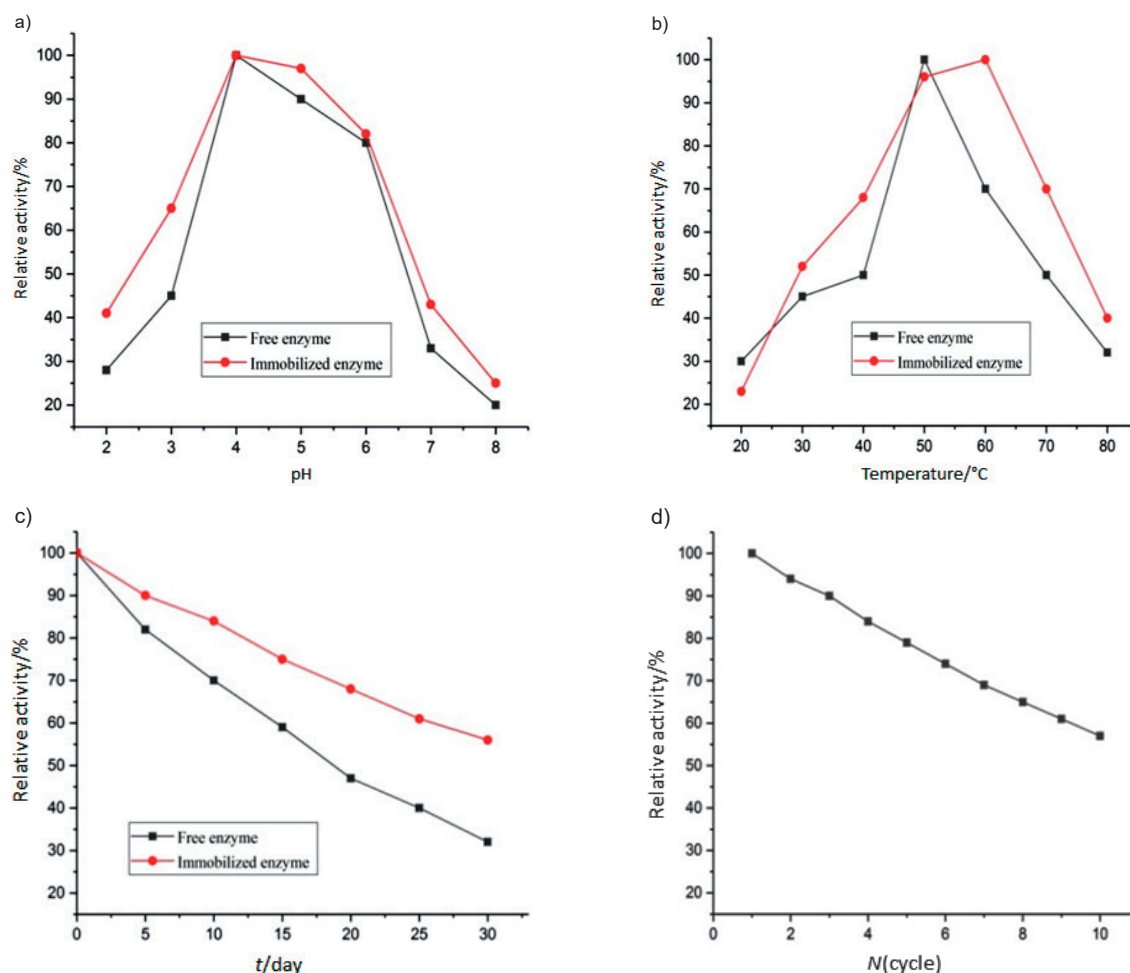 a)
Relative activity/%
100
90
80
70
60
50
40
30
20
Free enzyme
Immobilized enzyme
2 3 4 5 6 7 8
pH
b)
Relative activity/%
100
90
80
70
60
50
40
30
20
Free enzyme
Immobilized enzyme
20 30 40 50 60 70 80
Temperature/°C
c)
Relative activity/%
100
90
80
70
60
50
40
30
20
Free enzyme
Immobilized enzyme
0 5 10 15 20 25 30
t/day
d)
Relative activity/%
100
90
80
70
60
50
40
30
20
0 2 4 6 8 10
N(cycle)